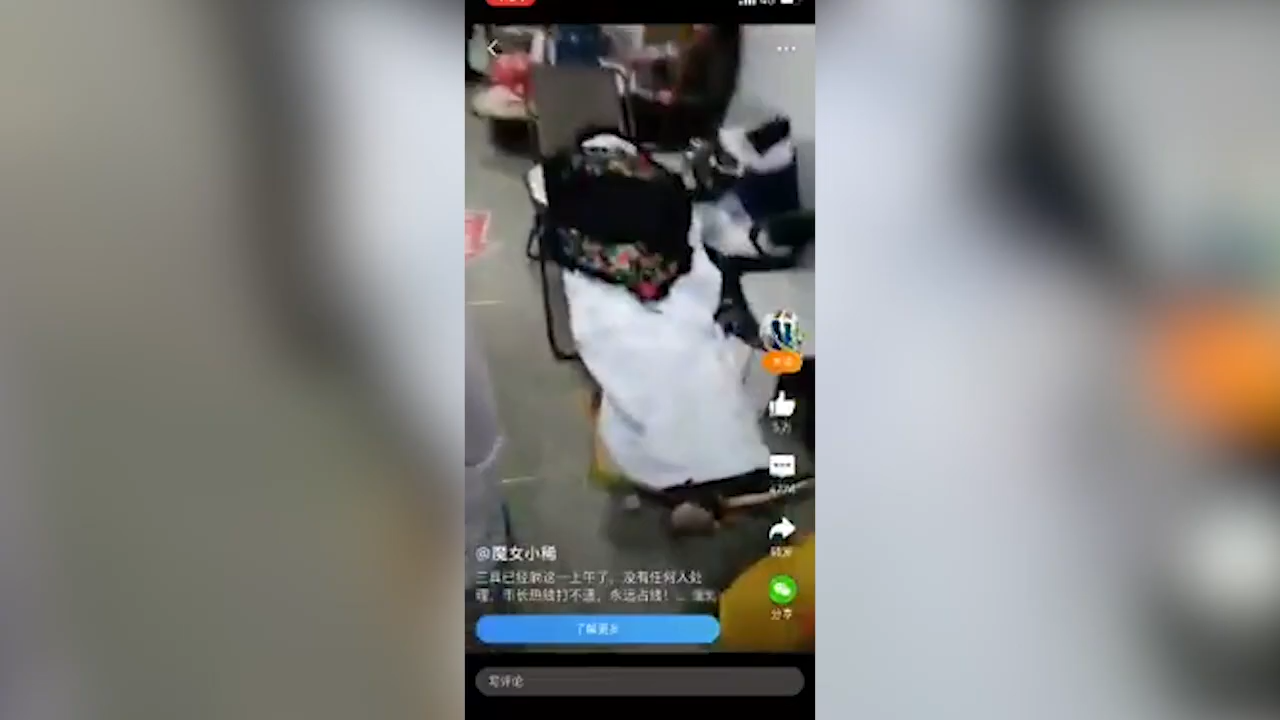 @魔女小稀
三具已经躺这一上午了，没有任何人处
理，市长热线打不通，永远占线！...
了解更多
分享
写评论